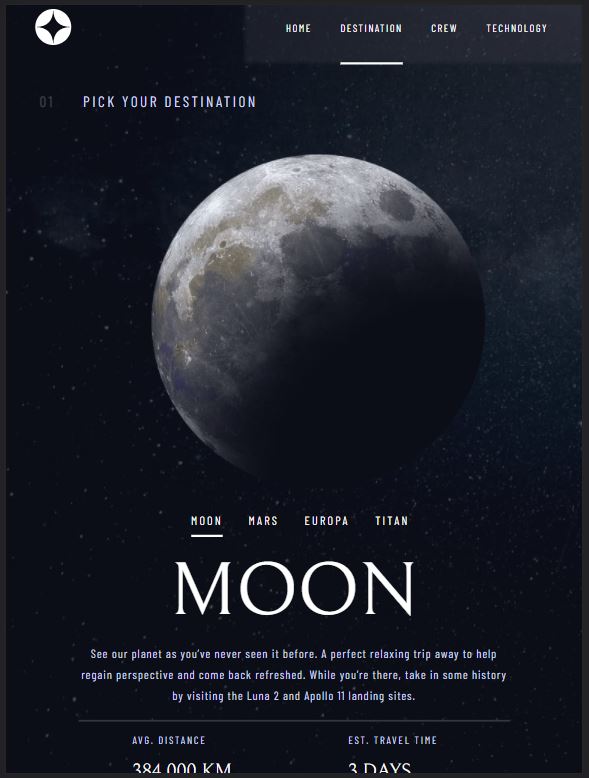 HOME DESTINATION CREW TECHNOLOGY
01 PICK YOUR DESTINATION
MOON MARS EUROPA TITAN
MOON
See our planet as you’ve never seen it before. A perfect relaxing trip away to help
regain perspective and come back refreshed. While you’re there, take in some history
by visiting the Luna 2 and Apollo 11 landing sites.
AVG. DISTANCE EST. TRAVEL TIME
384,000 KM 3 DAYS